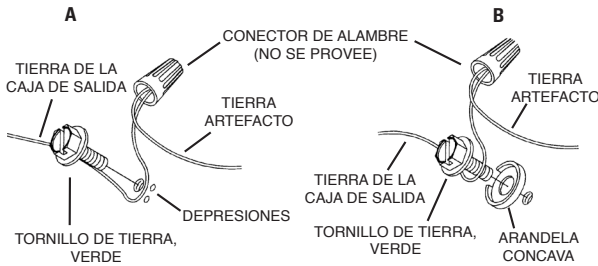 A
B
CONECTOR DE ALAMBRE
(NO SE PROVEE)
TIERRA DE LA
CAJA DE SALIDA
TIERRA
ARTEFACTO
DEPRESIONES
TORNILLO DE TIERRA,
VERDE
TIERRA
ARTEFACTO
TIERRA DE LA
CAJA DE SALIDA
TORNILLO DE TIERRA,
VERDE
ARANDELA
CONCAVA